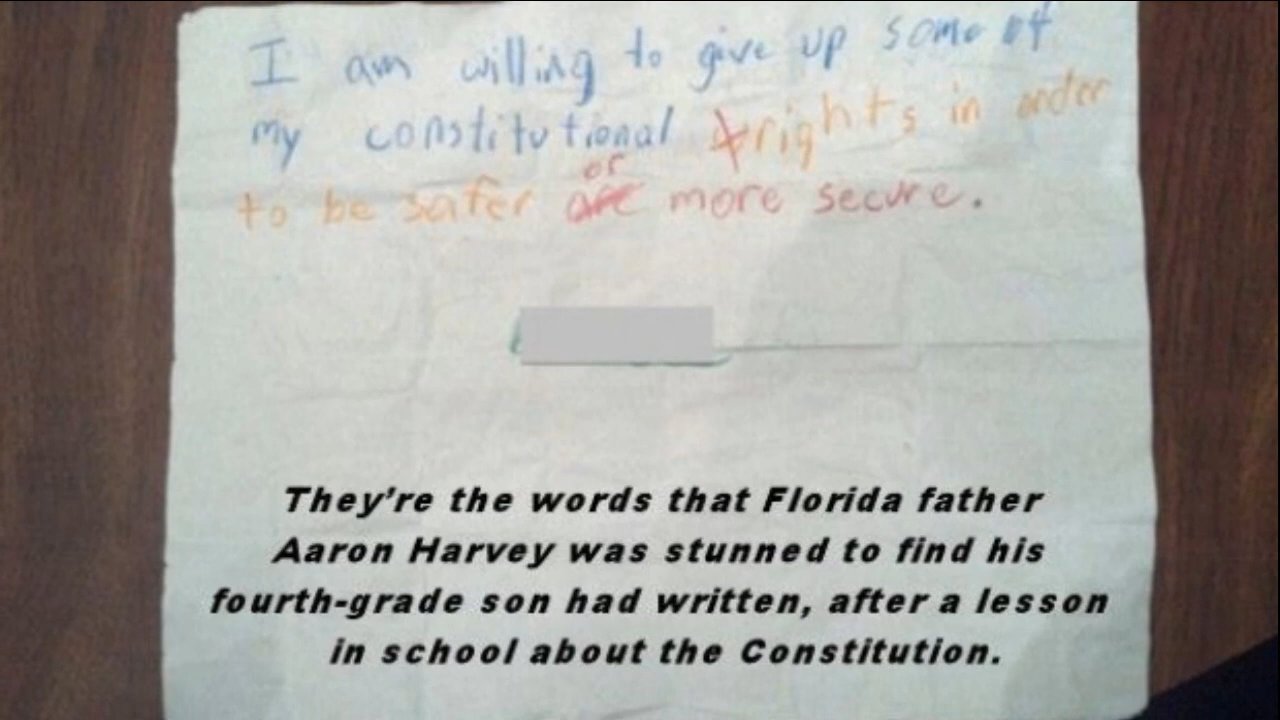 I am willing to give up some of
my constitutional rights in order
to be safer or more secure.
They're the words that Florida father
Aaron Harvey was stunned to find his
fourth-grade son had written, after a lesson
in school about the Constitution.